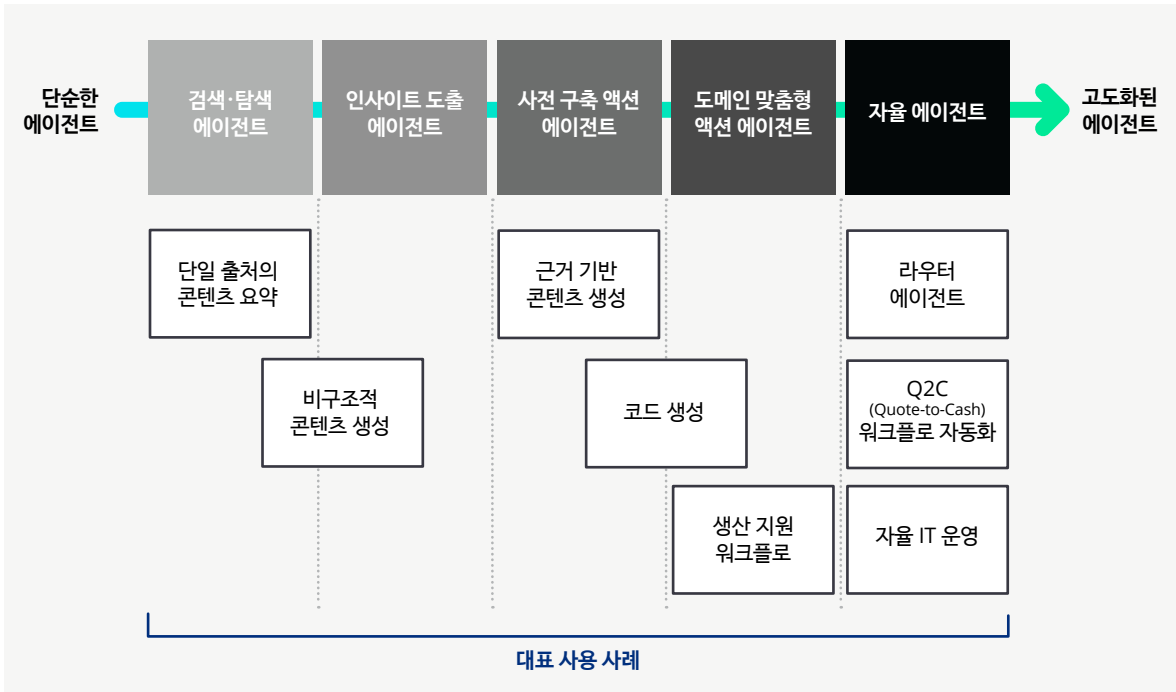 단순한
에이전트
검색·탐색
에이전트
인사이트 도출
에이전트
사전 구축 액션
에이전트
도메인 맞춤형
액션 에이전트
자율 에이전트
고도화된
에이전트
단일 출처의
콘텐츠 요약
근거 기반
콘텐츠 생성
라우터
에이전트
비구조적
콘텐츠 생성
코드 생성
Q2C
(Quote-to-Cash)
워크플로 자동화
생산 지원
워크플로
자율 IT 운영
대표 사용 사례